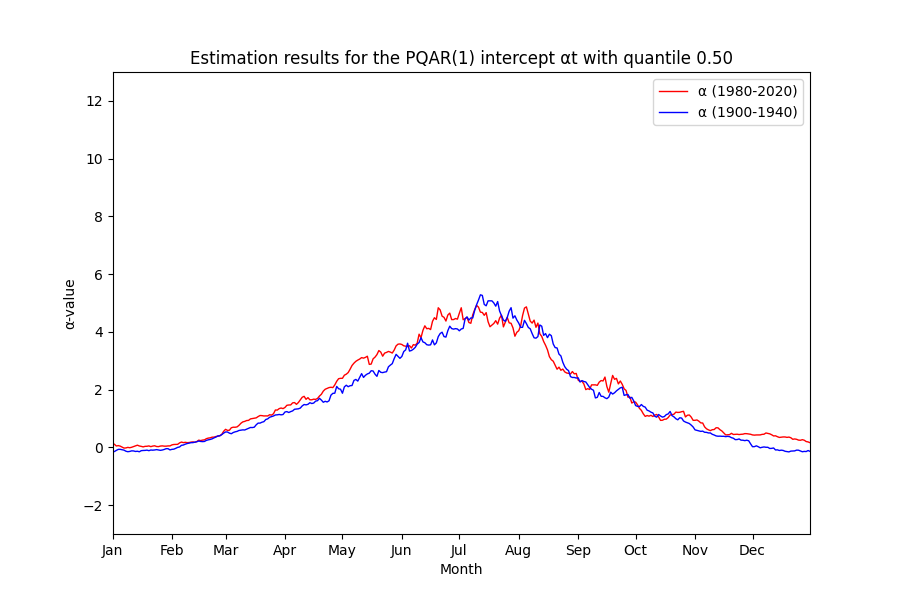 Estimation results for the PQAR(1) intercept αt with quantile 0.50
α (1980-2020)
α (1900-1940)
12
10
8
6
4
2
0
−2
α-value
Jan Feb Mar Apr May Jun Jul Aug Sep Oct Nov Dec
Month